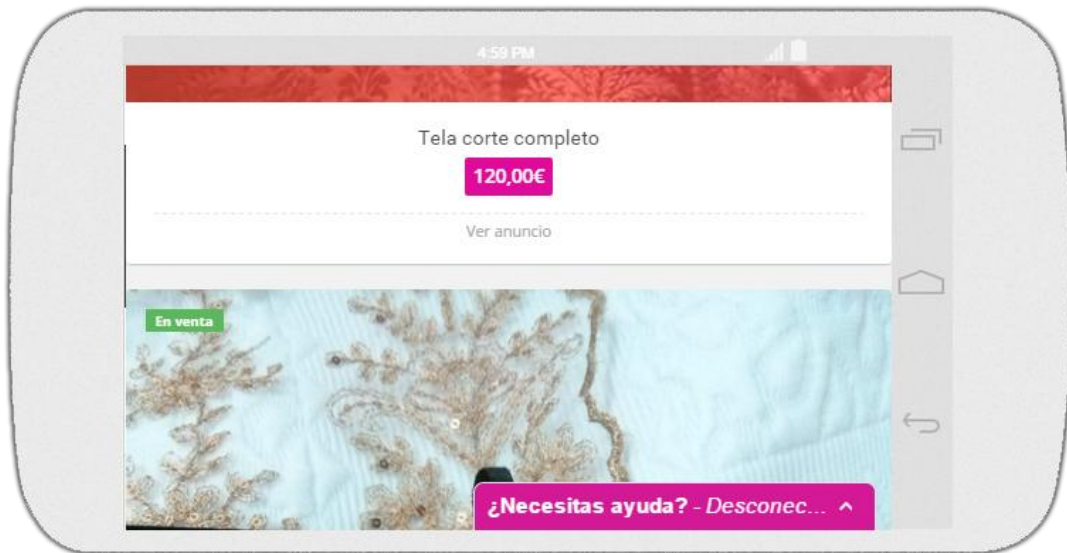 4:59 PM
Tela corte completo
120,00€
Ver anuncio
En venta
¿Necesitas ayuda? - Desconec...